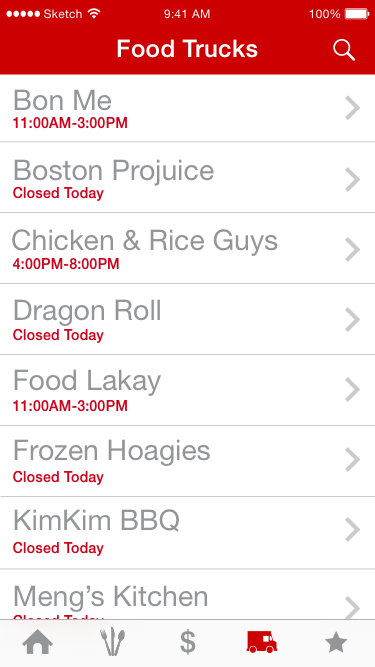 Sketch 9:41 AM 100%
Food Trucks
Bon Me
11:00AM-3:00PM
Boston Projuice
Closed Today
Chicken & Rice Guys
4:00PM-8:00PM
Dragon Roll
Closed Today
Food Lakay
11:00AM-3:00PM
Frozen Hoagies
Closed Today
KimKim BBQ
Closed Today
Meng’s Kitchen
Closed Today
$